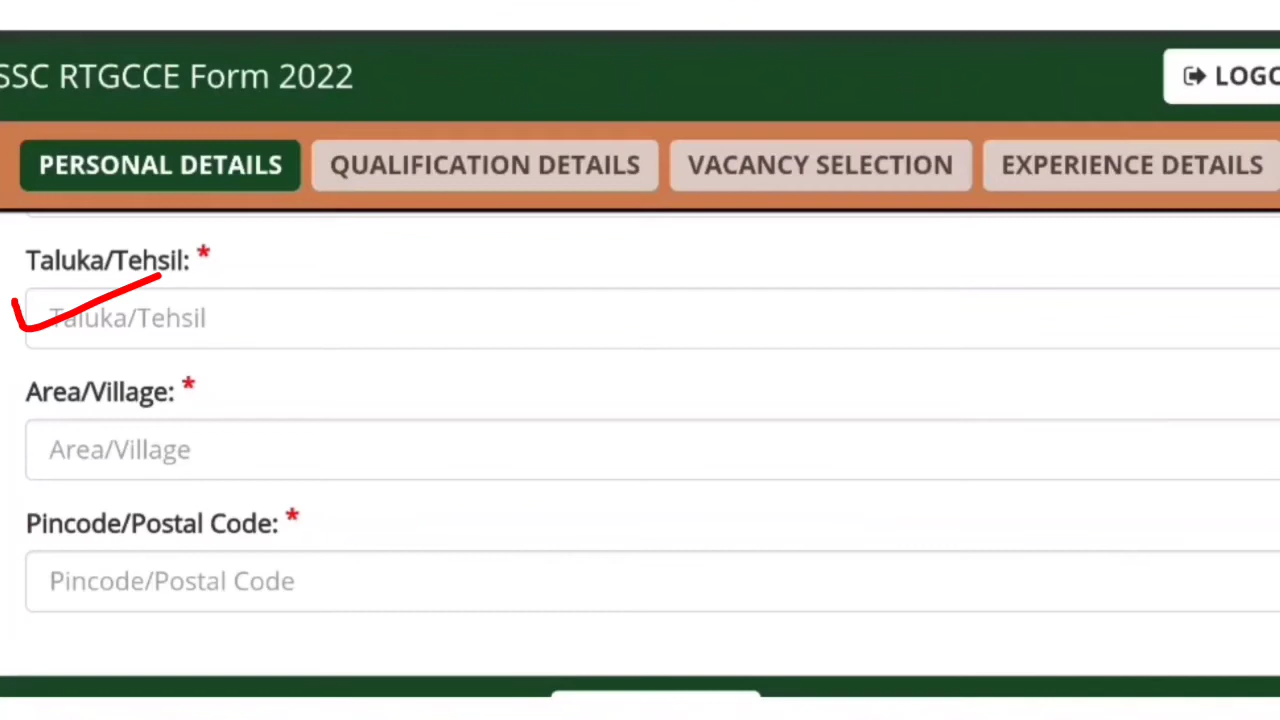 SSC RTGCCE Form 2022
LOGO
PERSONAL DETAILS QUALIFICATION DETAILS VACANCY SELECTION EXPERIENCE DETAILS
Taluka/Tehsil: *
Taluka/Tehsil
Area/Village: *
Area/Village
Pincode/Postal Code: *
Pincode/Postal Code